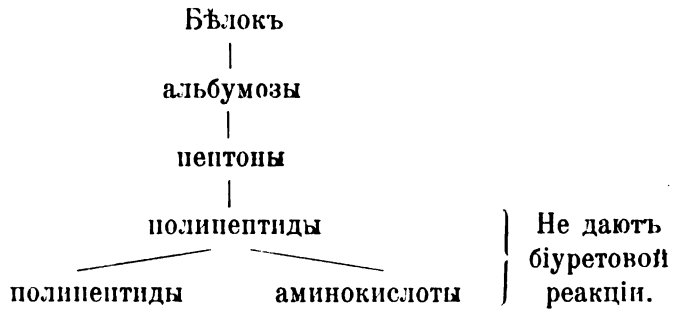 Бѣлокъ
альбумозы
пептоны
полипептиды
полипептиды аминокислоты
Не даютъ
біуретовой
реакціи.